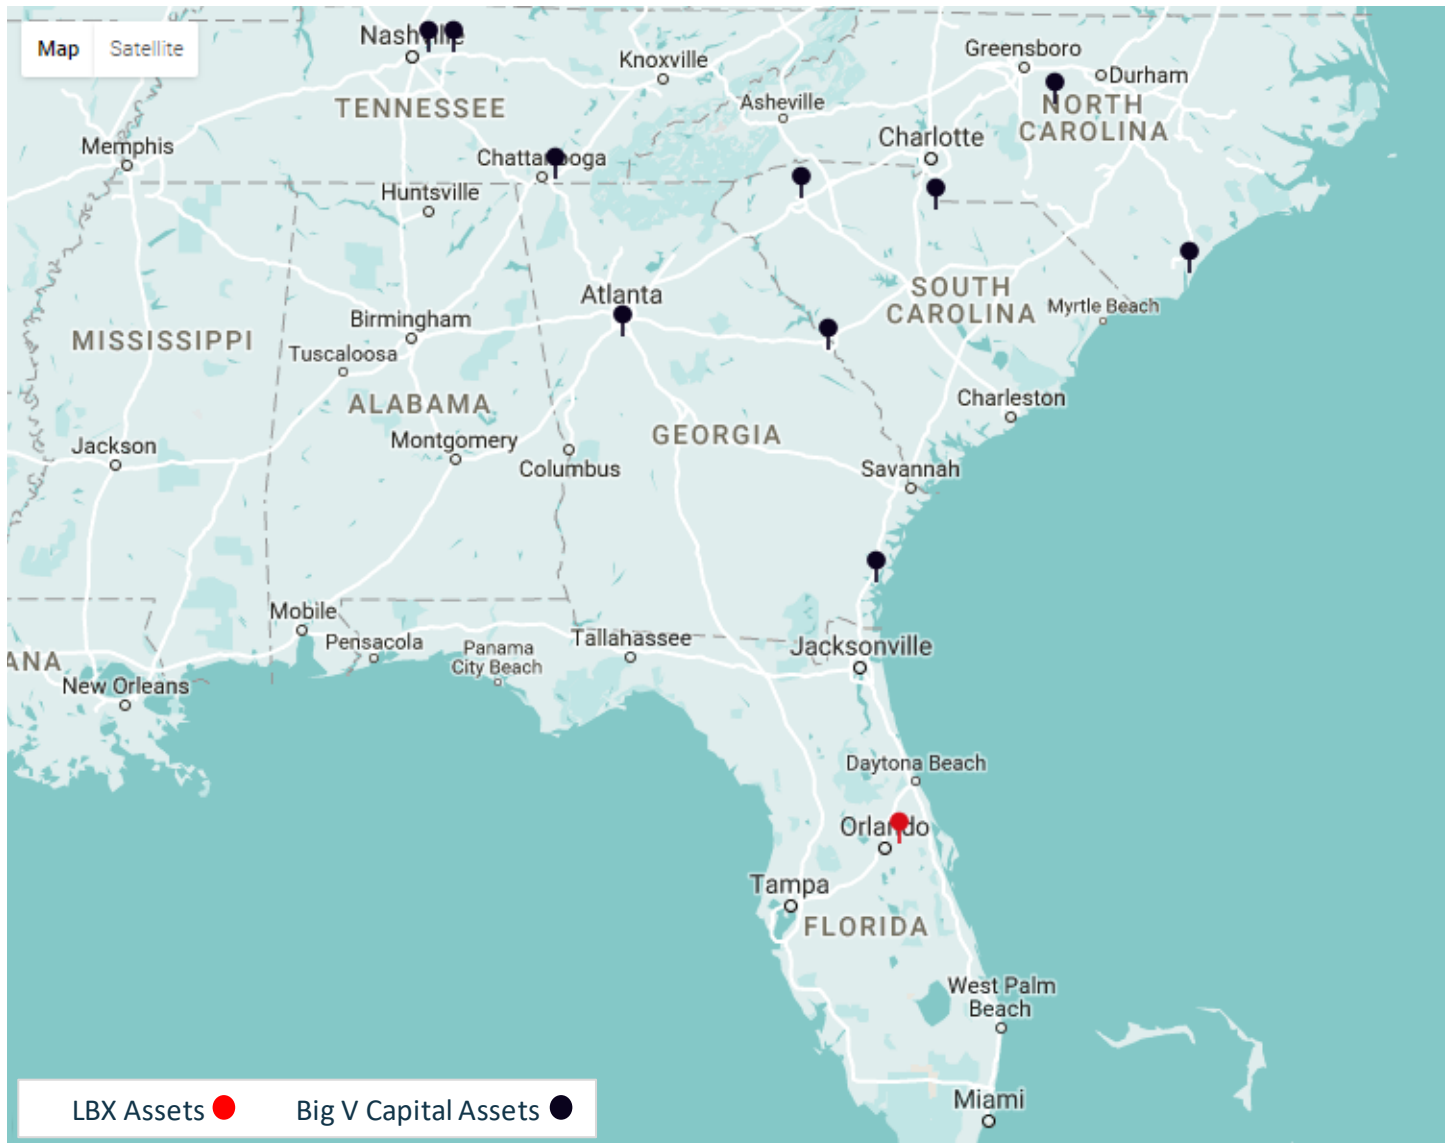 Map Satellite
Nashville
Knoxville
Greensboro
Durham
TENNESSEE
Asheville
NORTH
CAROLINA
Memphis
Charlotte
Chattanooga
Huntsville
SOUTH
CAROLINA
Atlanta
Myrtle Beach
Birmingham
MISSISSIPPI
Tuscaloosa
ALABAMA
Charleston
GEORGIA
Jackson
Montgomery
Columbus
Savannah
Mobile
Pensacola
Panama
City Beach
Tallahassee
Jacksonville
ANA
New Orleans
Daytona Beach
Orlando
Tampa
FLORIDA
West Palm
Beach
Miami
LBX Assets Big V Capital Assets